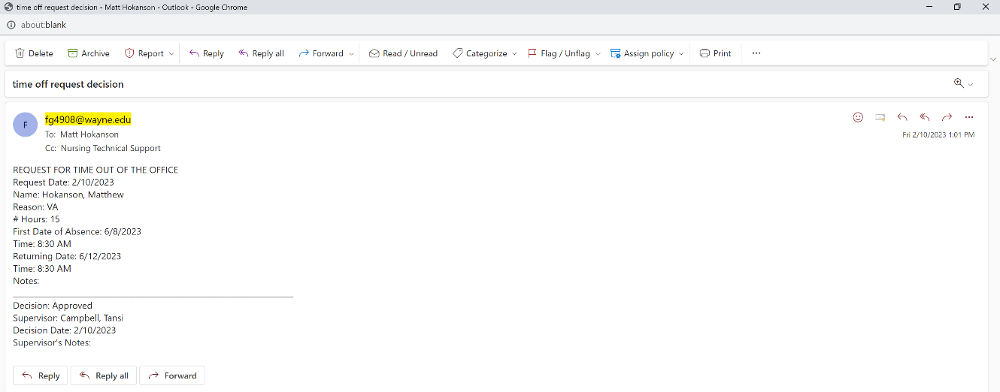 time off request decision - Matt Hokanson - Outlook - Google Chrome
about:blank
Delete Archive Report Reply Reply all Forward Read / Unread Categorize Flag / Unflag Assign policy Print ...
time off request decision
F
fg4908@wayne.edu
To: Matt Hokanson
Cc: Nursing Technical Support
Fri 2/10/2023 1:01 PM
REQUEST FOR TIME OUT OF THE OFFICE
Request Date: 2/10/2023
Name: Hokanson, Matthew
Reason: VA
# Hours: 15
First Date of Absence: 6/8/2023
Time: 8:30 AM
Returning Date: 6/12/2023
Time: 8:30 AM
Notes:
Decision: Approved
Supervisor: Campbell, Tansi
Decision Date: 2/10/2023
Supervisor's Notes:
Reply Reply all Forward